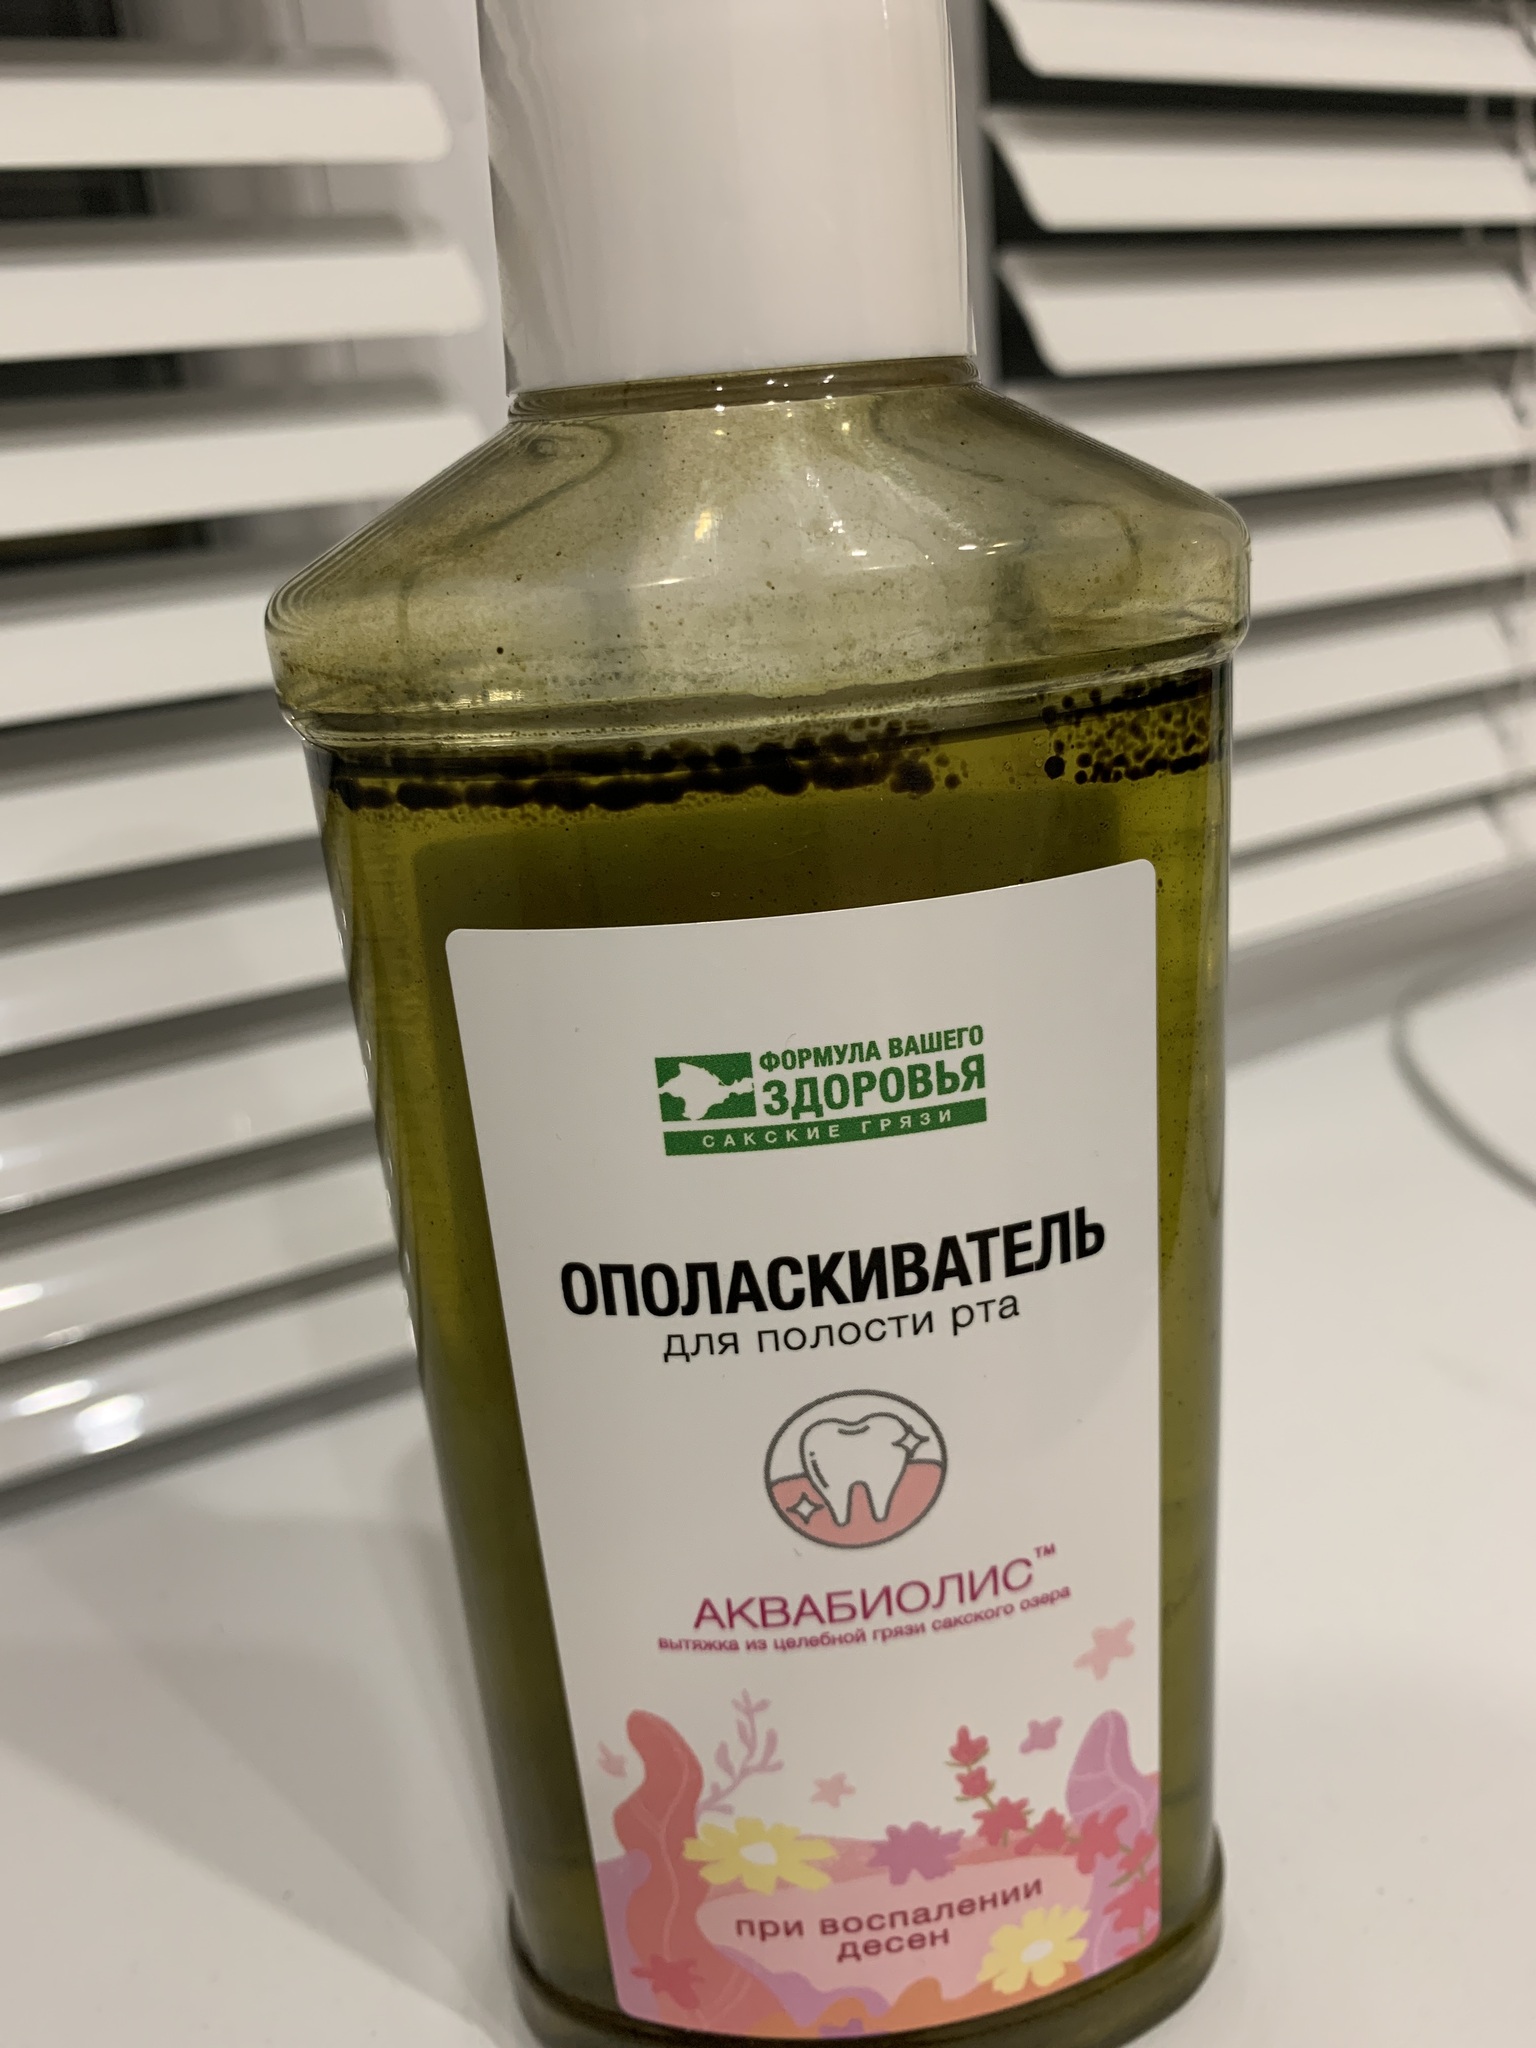 ФОРМУЛА ВАШЕГО
ЗДОРОВЬЯ
САКСКИЕ ГРЯЗИ
ОПОЛАСКИВАТЕЛЬ
для полости рта
АКВАБИОЛИС™
вытяжка из целебной грязи сакского озера
при воспалении
десен